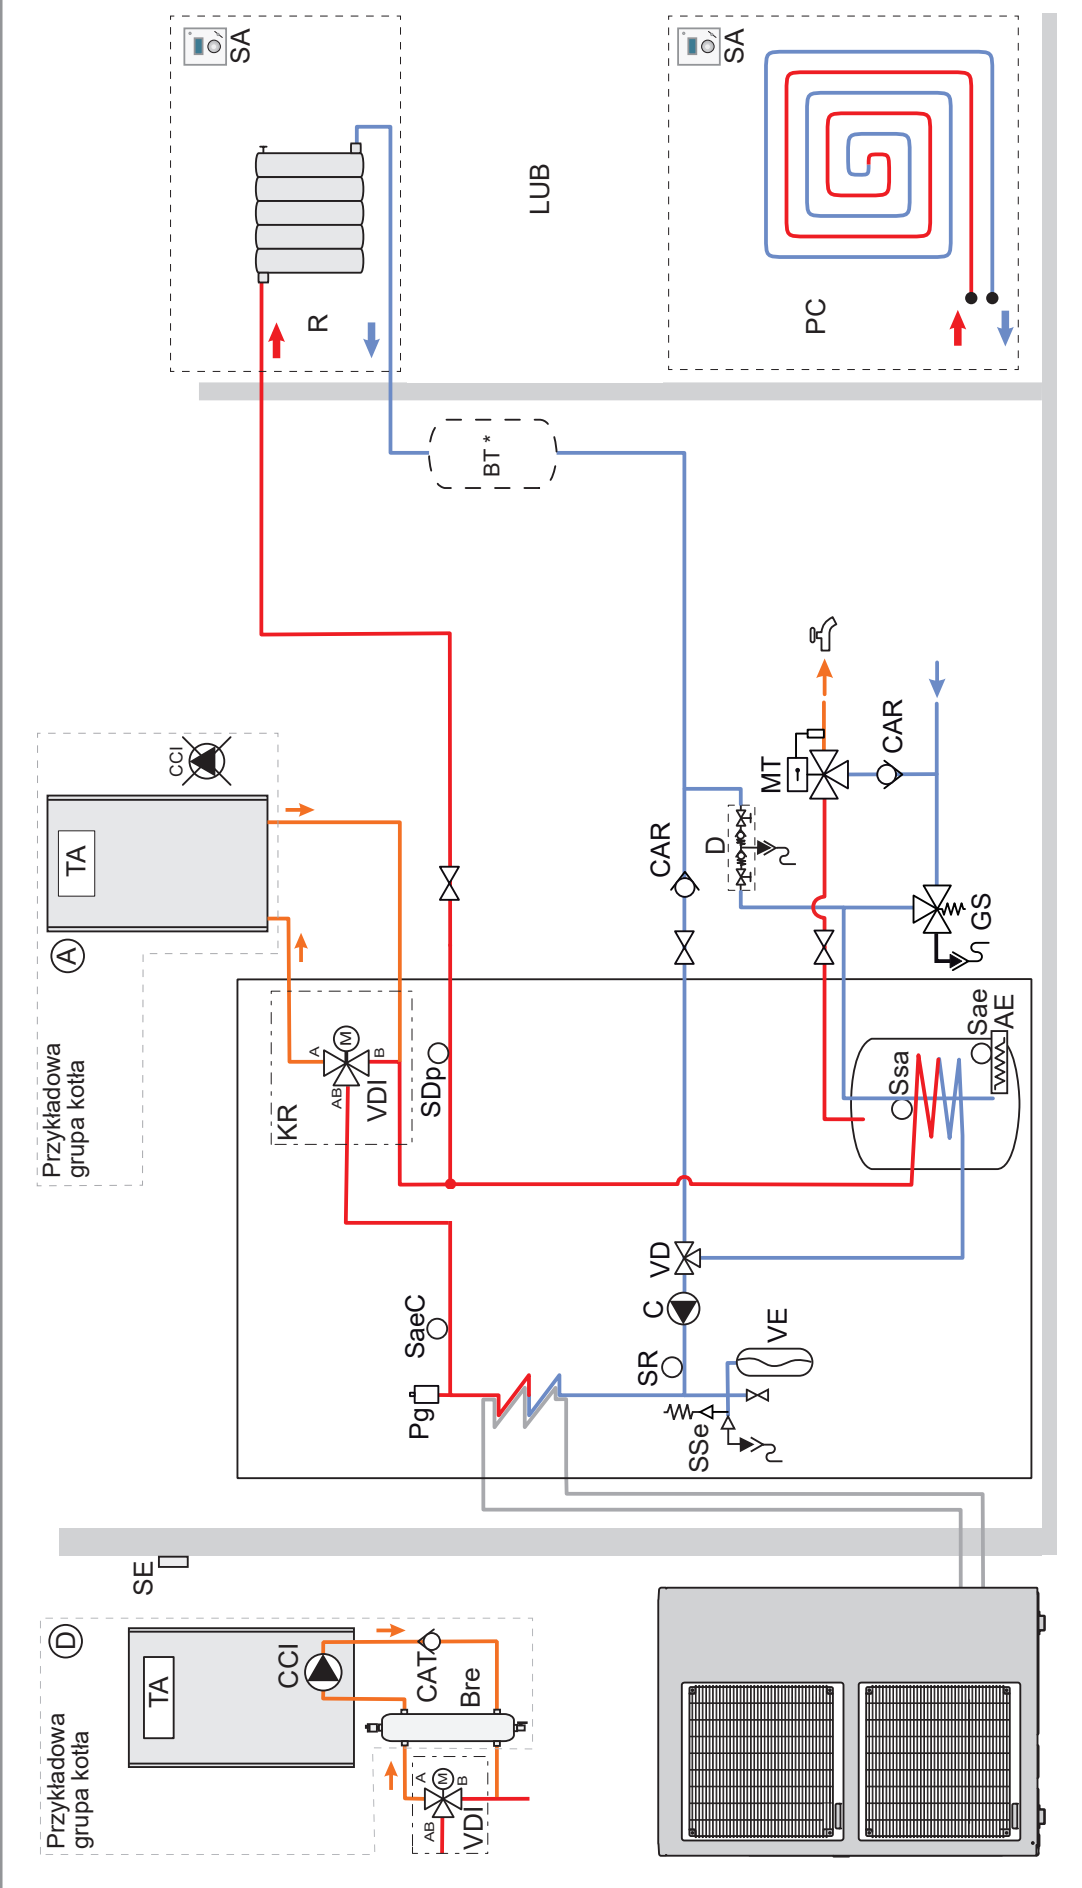 Przykładowa
grupa kotła
D
TA
CCI
CAT
Bre
A
M
B
AB
VDI
SE
Przykładowa
grupa kotła
A
TA
CCI
KR
A
M
B
AB
VDI
SDp
SaeC
Pg
SR
C
VD
SSe
VE
Ssa
Sae
AE
CAR
D
MT
CAR
GS
BT *
R
SA
LUB
PC
SA